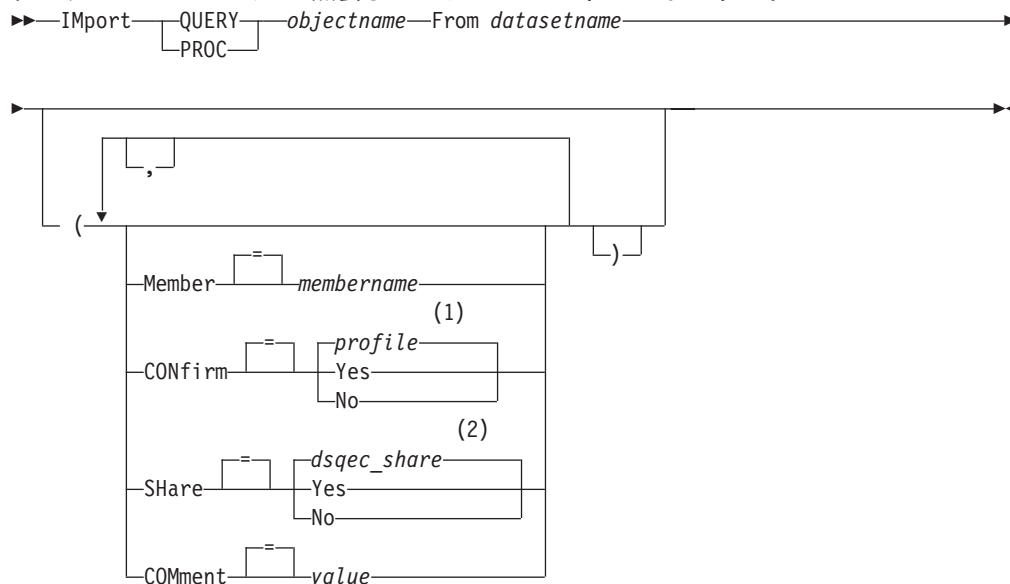 IMport QUERY objectname From datasetname
PROC
,
(
)
Member = membername
(1)
CONfirm = profile
Yes
No
(2)
SHare = dsqec_share
Yes
No
COMment = value